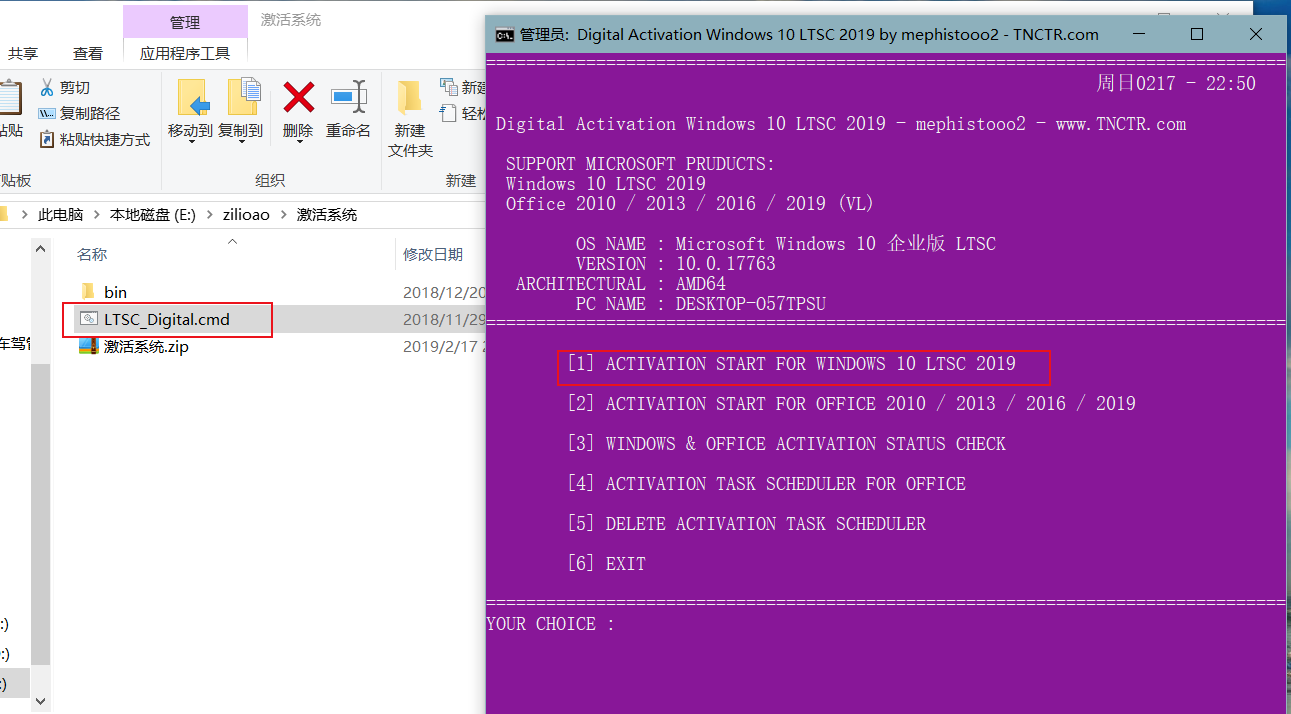 管理
激活系统
共享
查看
应用程序工具
剪切
复制路径
粘贴快捷方式
移动到
复制到
删除
重命名
新建
文件夹
新建
组织
新建
此电脑
本地磁盘 (E:)
zilioao
激活系统
名称
修改日期
bin
2018/12/20
LTSC_Digital.cmd
2018/11/29
激活系统.zip
2019/2/17
管理员: Digital Activation Windows 10 LTSC 2019 by mephistooo2 - TNCTR.com
================================================================================
周日0217 - 22:50
Digital Activation Windows 10 LTSC 2019 - mephistooo2 - www.TNCTR.com
SUPPORT MICROSOFT PRUDUCTS:
Windows 10 LTSC 2019
Office 2010 / 2013 / 2016 / 2019 (VL)
OS NAME : Microsoft Windows 10 企业版 LTSC
VERSION : 10.0.17763
ARCHITECTURAL : AMD64
PC NAME : DESKTOP-O57TPSU
================================================================================
[1] ACTIVATION START FOR WINDOWS 10 LTSC 2019
[2] ACTIVATION START FOR OFFICE 2010 / 2013 / 2016 / 2019
[3] WINDOWS & OFFICE ACTIVATION STATUS CHECK
[4] ACTIVATION TASK SCHEDULER FOR OFFICE
[5] DELETE ACTIVATION TASK SCHEDULER
[6] EXIT
================================================================================
YOUR CHOICE :